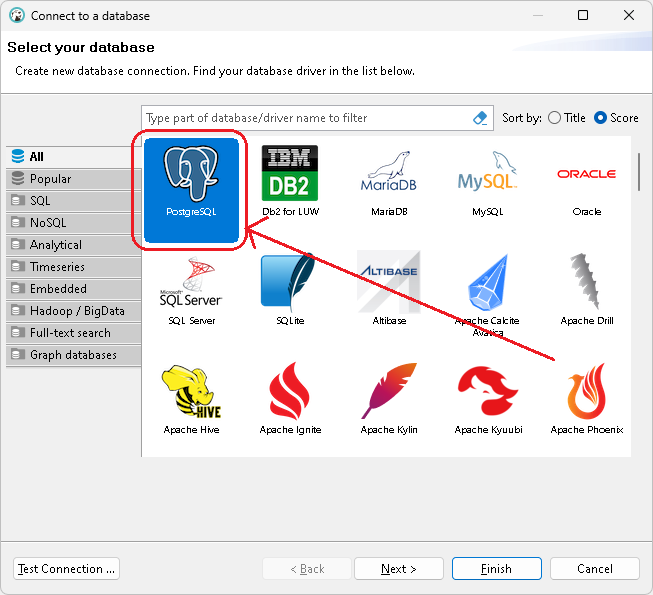 Connect to a database
Select your database
Create new database connection. Find your database driver in the list below.
Type part of database/driver name to filter
Sort by: Title Score
All
Popular
SQL
NoSQL
Analytical
Timeseries
Embedded
Hadoop / BigData
Full-text search
Graph databases
PostgreSQL
IBM
DB2
Db2 for LUW
MariaDB
MariaDB
MySQL
MySQL
ORACLE
Oracle
Microsoft
SQL Server
SQL Server
SQLite
ALTIBASE
Altibase
Apache Calcite
Avatica
Apache Drill
HIVE
Apache Hive
Apache Ignite
Apache Kylin
Apache Kyuubi
Apache Phoenix
Test Connection ...
< Back
Next >
Finish
Cancel